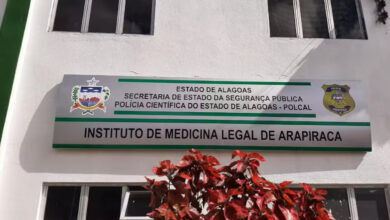 ESTADO DE ALAGOAS
SECRETARIA DE ESTADO DA SEGURANÇA PÚBLICA
POLÍCIA CIENTÍFICA DO ESTADO DE ALAGOAS - POLCAL
INSTITUTO DE MEDICINA LEGAL DE ARAPIRACA